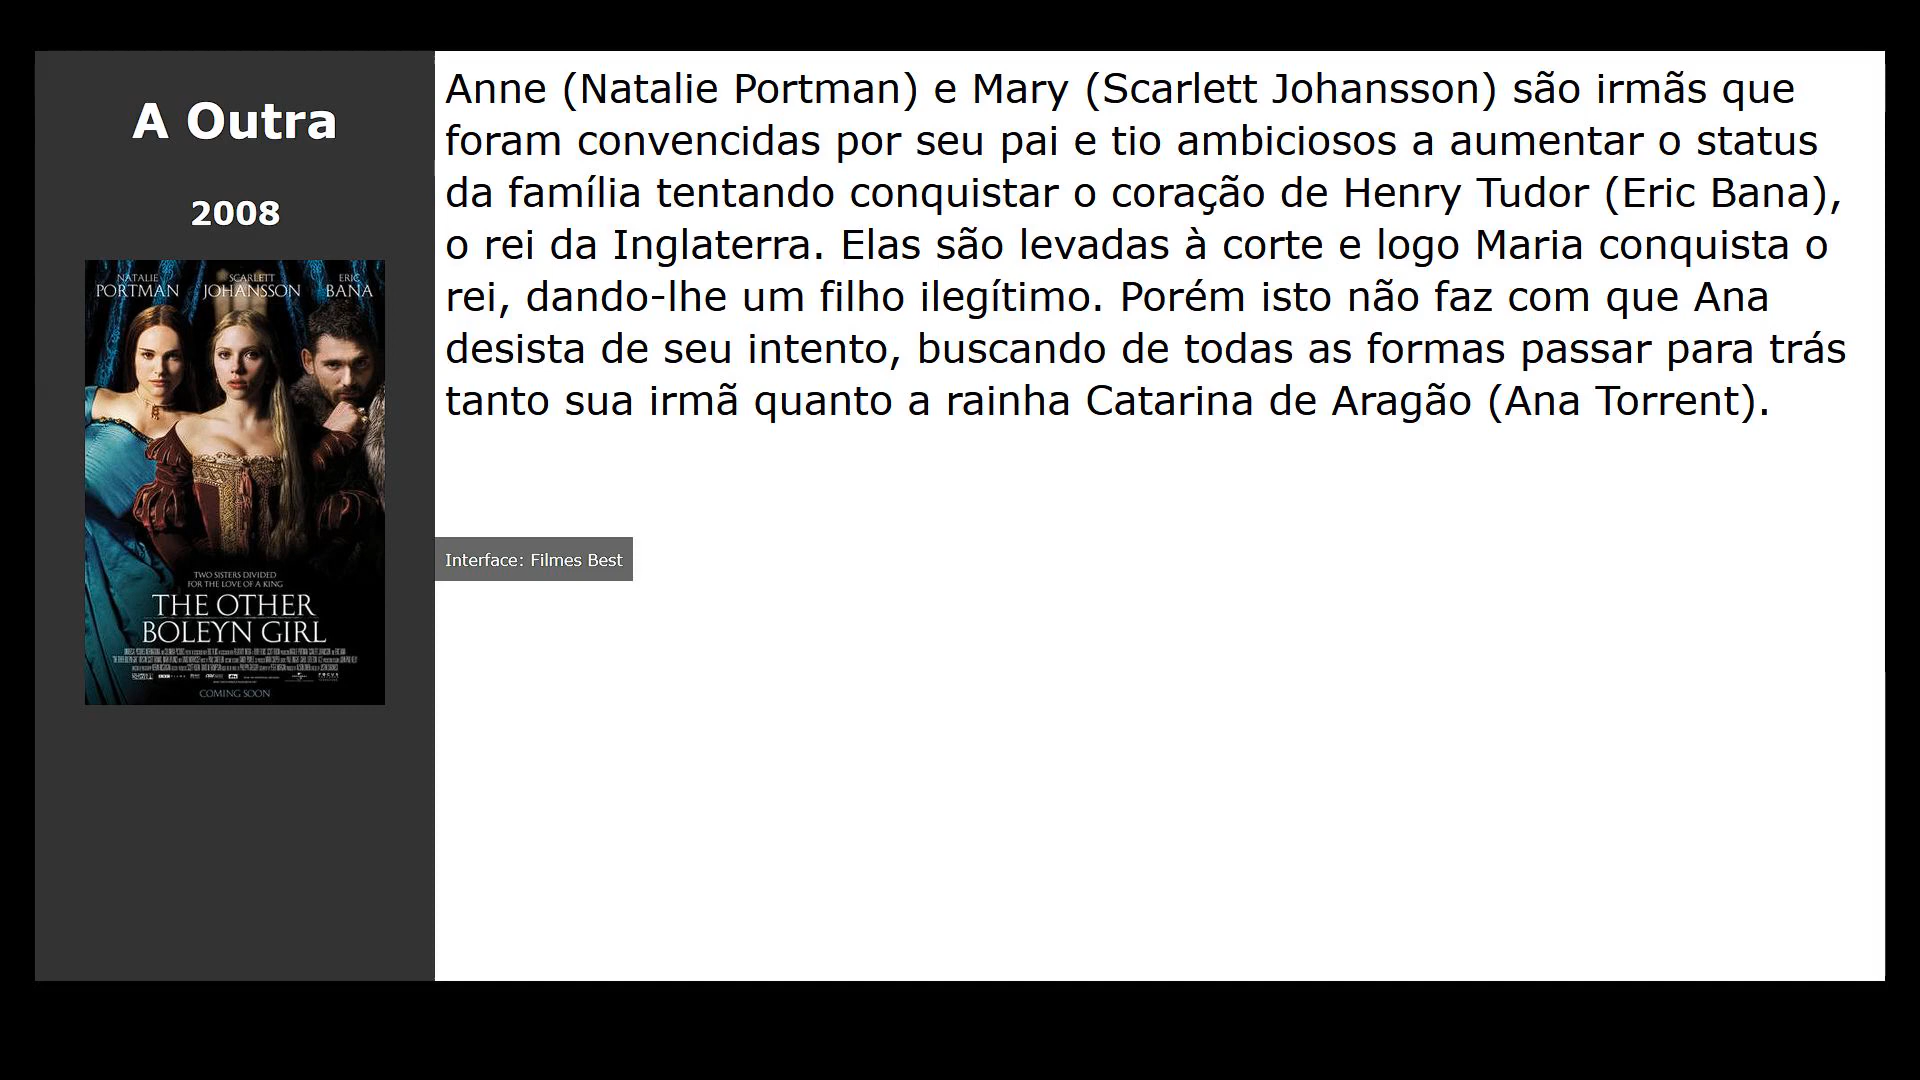 A Outra
2008
NATALIE PORTMAN
SCARLETT JOHANSSON
ERIC BANA
TWO SISTERS DIVIDED
FOR THE LOVE OF A KING
THE OTHER
BOLEYN GIRL
COMING SOON
Anne (Natalie Portman) e Mary (Scarlett Johansson) são irmãs que
foram convencidas por seu pai e tio ambiciosos a aumentar o status
da família tentando conquistar o coração de Henry Tudor (Eric Bana),
o rei da Inglaterra. Elas são levadas à corte e logo Maria conquista o
rei, dando-lhe um filho ilegítimo. Porém isto não faz com que Ana
desista de seu intento, buscando de todas as formas passar para trás
tanto sua irmã quanto a rainha Catarina de Aragão (Ana Torrent).
Interface: Filmes Best